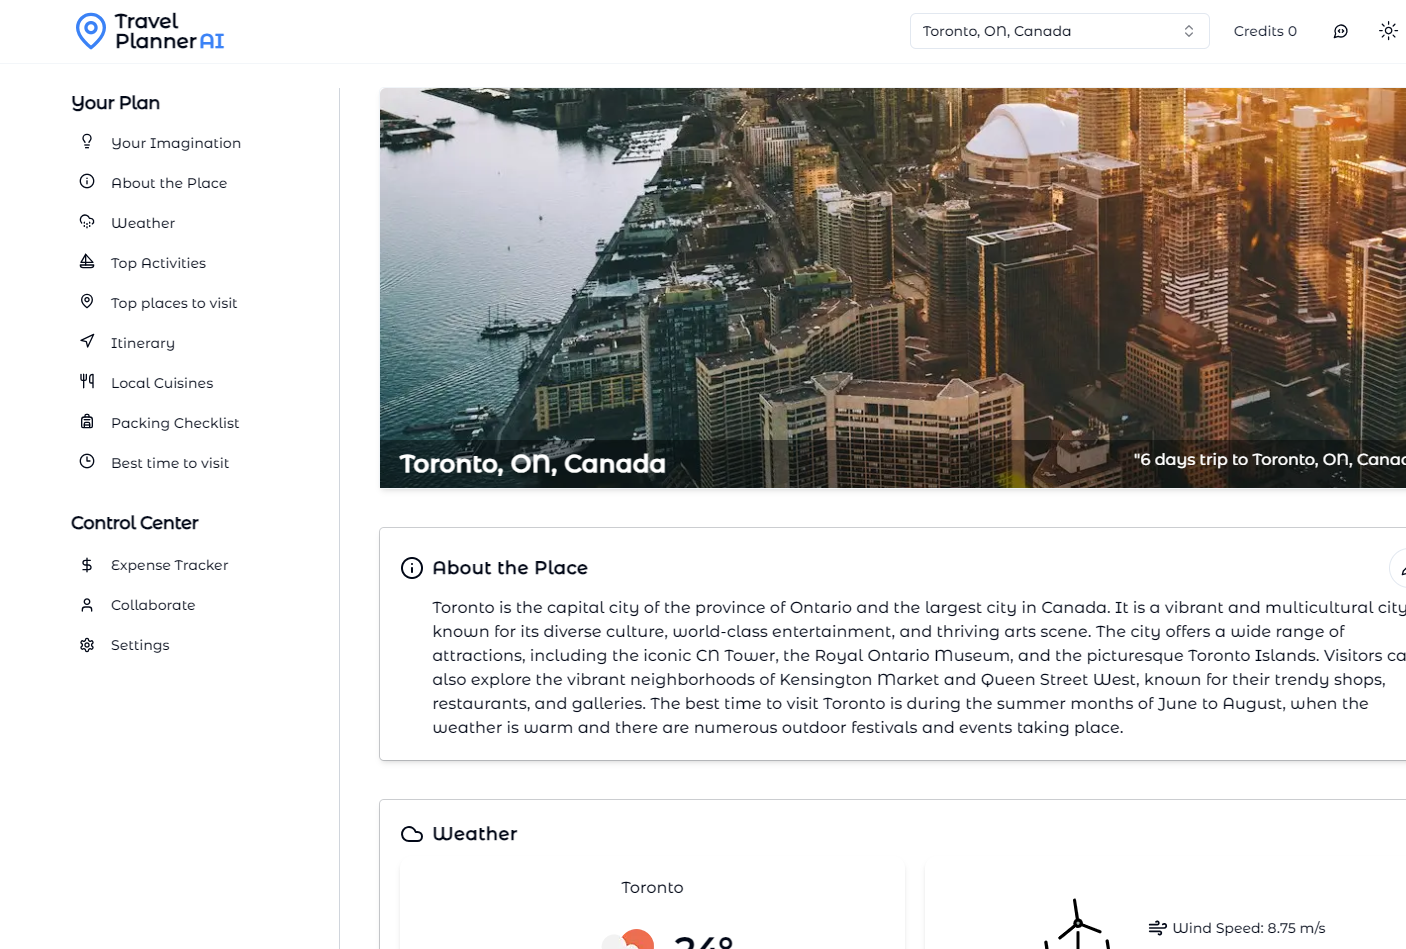 Travel
Planner AI
Toronto, ON, Canada
Credits 0
Your Plan
Your Imagination
About the Place
Weather
Top Activities
Top places to visit
Itinerary
Local Cuisines
Packing Checklist
Best time to visit
Control Center
Expense Tracker
Collaborate
Settings
Toronto, ON, Canada
"6 days trip to Toronto, ON,
About the Place
Toronto is the capital city of the province of Ontario and the largest city in Canada. It is a vibrant and multicultural city
known for its diverse culture, world-class entertainment, and thriving arts scene. The city offers a wide range of
attractions, including the iconic CN Tower, the Royal Ontario Museum, and the picturesque Toronto Islands. Visitors ca
also explore the vibrant neighborhoods of Kensington Market and Queen Street West, known for their trendy shops,
restaurants, and galleries. The best time to visit Toronto is during the summer months of June to August, when the
weather is warm and there are numerous outdoor festivals and events taking place.
Weather
Toronto
Wind Speed: 8.75 m/s